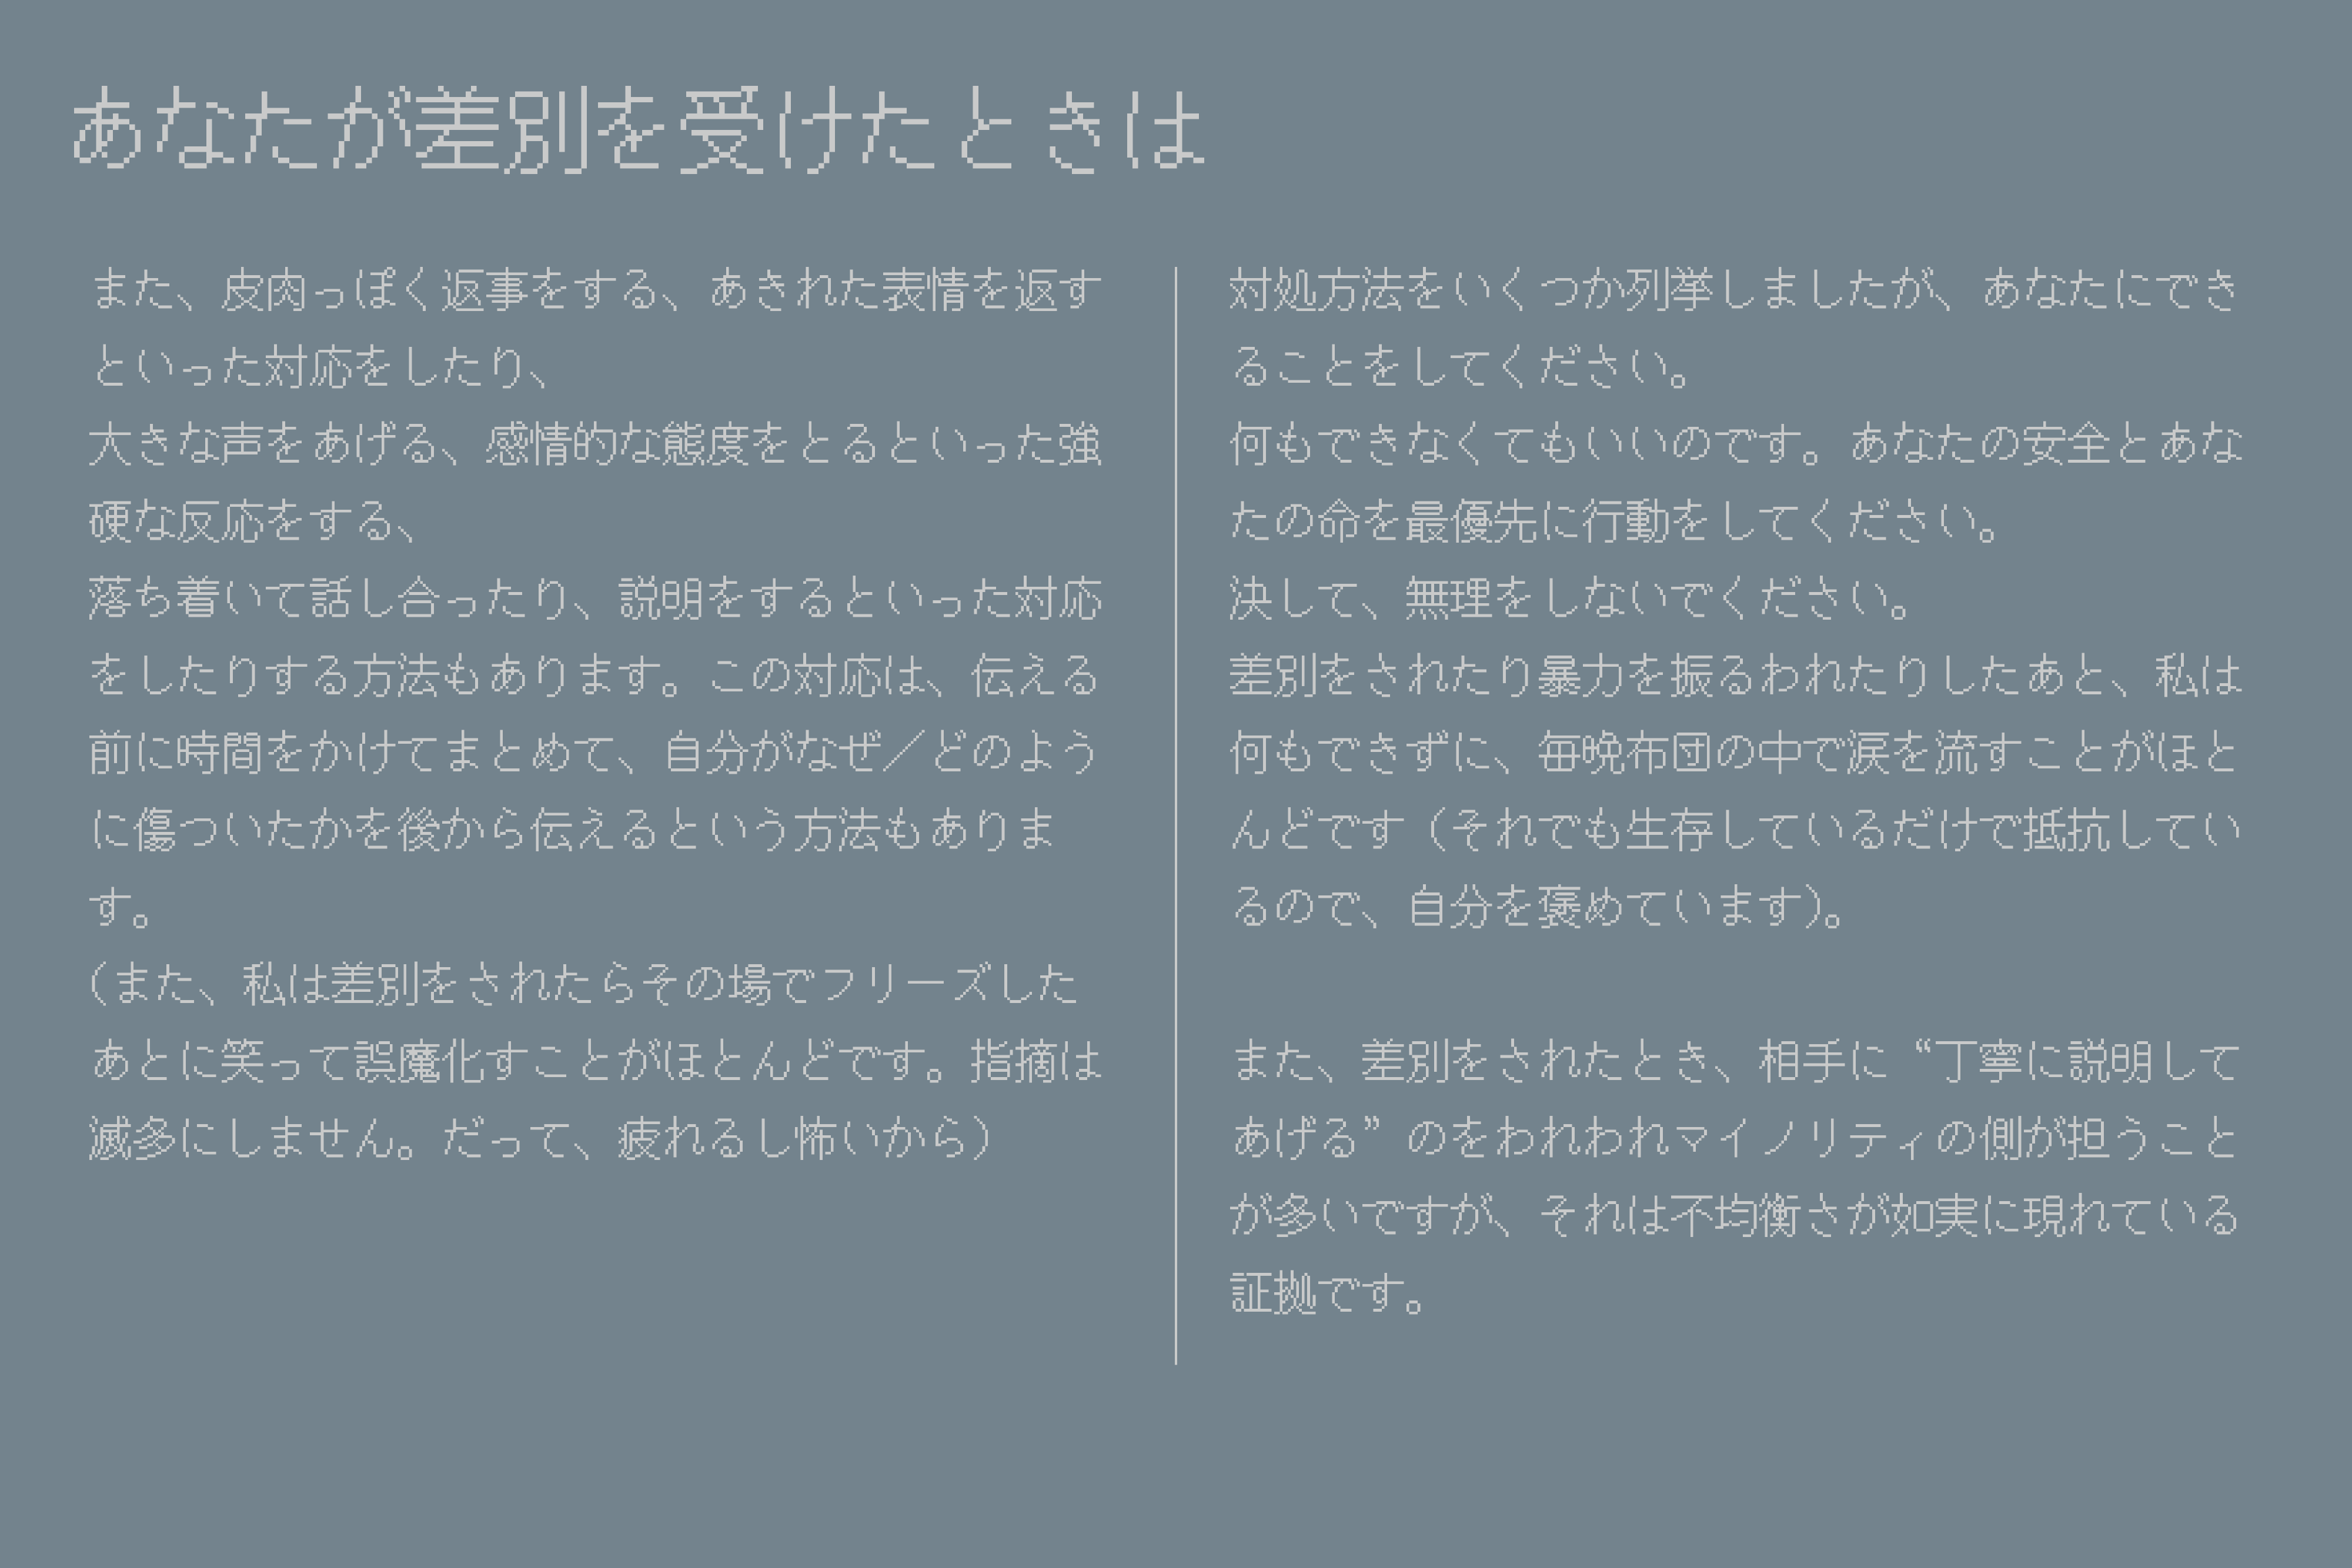 あなたが差別を受けたときは
また、皮肉っぽく返事をする、あきれた表情を返す
といった対応をしたり、
大きな声をあげる、感情的な態度をとるといった強
硬な反応をする、
落ち着いて話し合ったり、説明をするといった対応
をしたりする方法もあります。この対応は、伝える
前に時間をかけてまとめて、自分がなぜ／どのよう
に傷ついたかを後から伝えるという方法もありま
す。
（また、私は差別をされたらその場でフリーズした
あとに笑って誤魔化すことがほとんどです。指摘は
滅多にしません。だって、疲れるし怖いから）
対処方法をいくつか列挙しましたが、あなたにでき
ることをしてください。
何もできなくてもいいのです。あなたの安全とあな
たの命を最優先に行動をしてください。
決して、無理をしないでください。
差別をされたり暴力を振るわれたりしたあと、私は
何もできずに、毎晩布団の中で涙を流すことがほと
んどです（それでも生存しているだけで抵抗してい
るので、自分を褒めています）。
また、差別をされたとき、相手に“丁寧に説明して
あげる”のをわれわれマイノリティの側が担うこと
が多いですが、それは不均衡さが如実に現れている
証拠です。